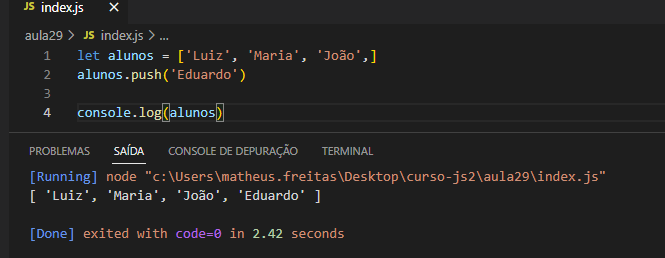 JS index.js ×
aula29 > JS index.js > ...
1 let alunos = ['Luiz', 'Maria', 'João',]
2 alunos.push('Eduardo')
3
4 console.log(alunos)
PROBLEMAS SAÍDA CONSOLE DE DEPURAÇÃO TERMINAL
[Running] node "c:\Users\matheus.freitas\Desktop\curso-js2\aula29\index.js"
[ 'Luiz', 'Maria', 'João', 'Eduardo' ]
[Done] exited with code=0 in 2.42 seconds